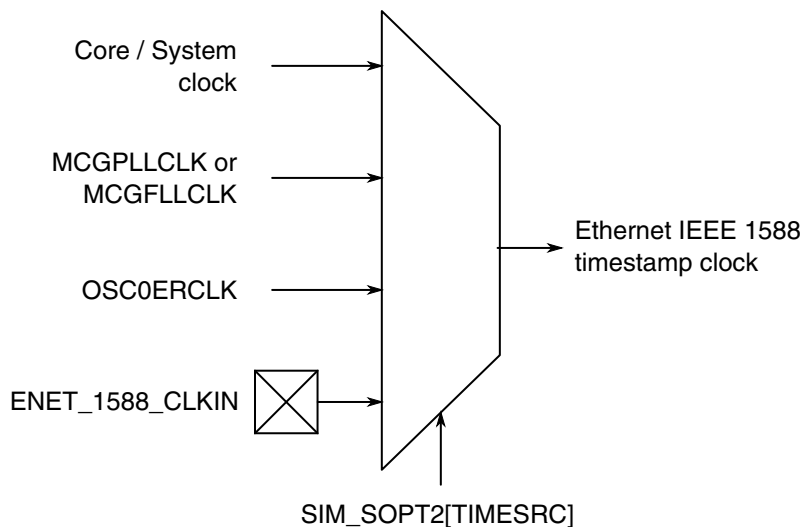 Core / System
clock
MCGPLLCLK or
MCGFLLCLK
Ethernet IEEE 1588
timestamp clock
OSC0ERCLK
ENET_1588_CLKIN
SIM_SOPT2[TIMESRC]